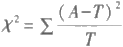 χ² = Σ (A−T)² / T